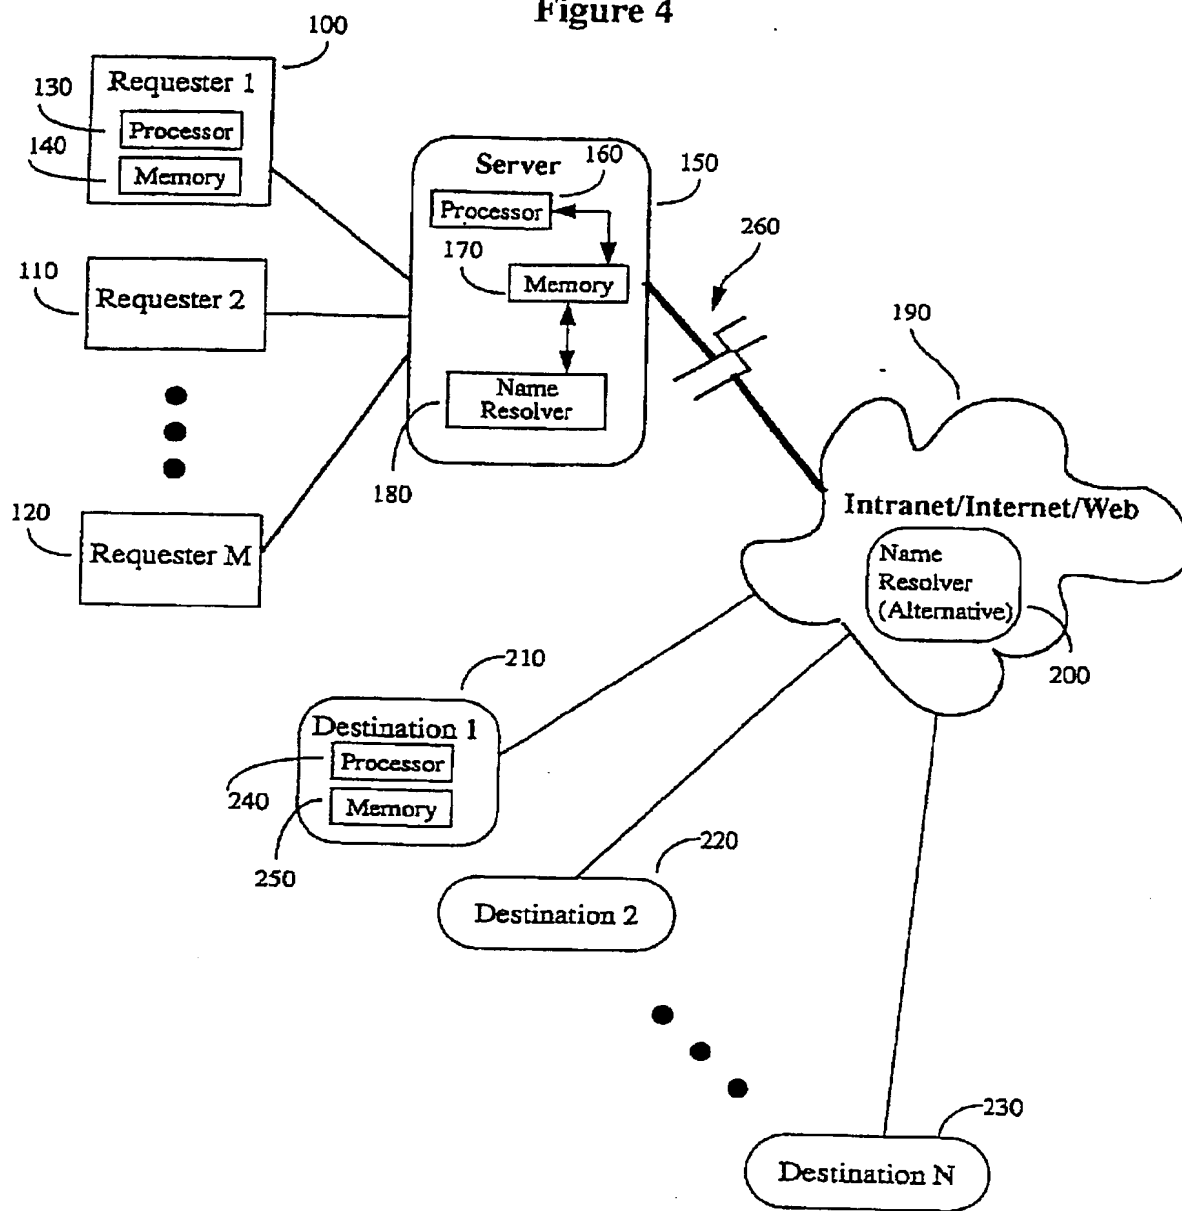 Figure 4
100
Requester 1
130
Processor
140
Memory
110
Requester 2
120
Requester M
Server
160
150
Processor
170
Memory
260
Name
Resolver
180
190
Intranet/Internet/Web
Name
Resolver
(Alternative)
200
210
Destination 1
Processor
240
Memory
250
220
Destination 2
230
Destination N